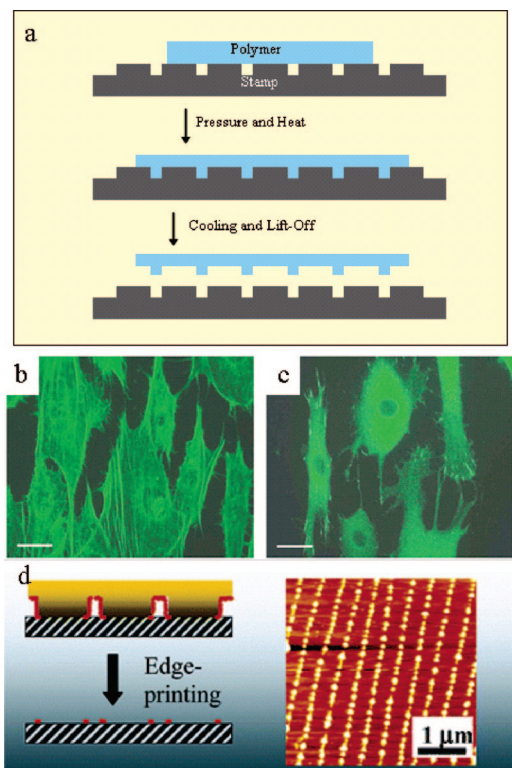 a
Polymer
Stamp
Pressure and Heat
Cooling and Lift-Off
b
c
d
Edge-
printing
1 μm